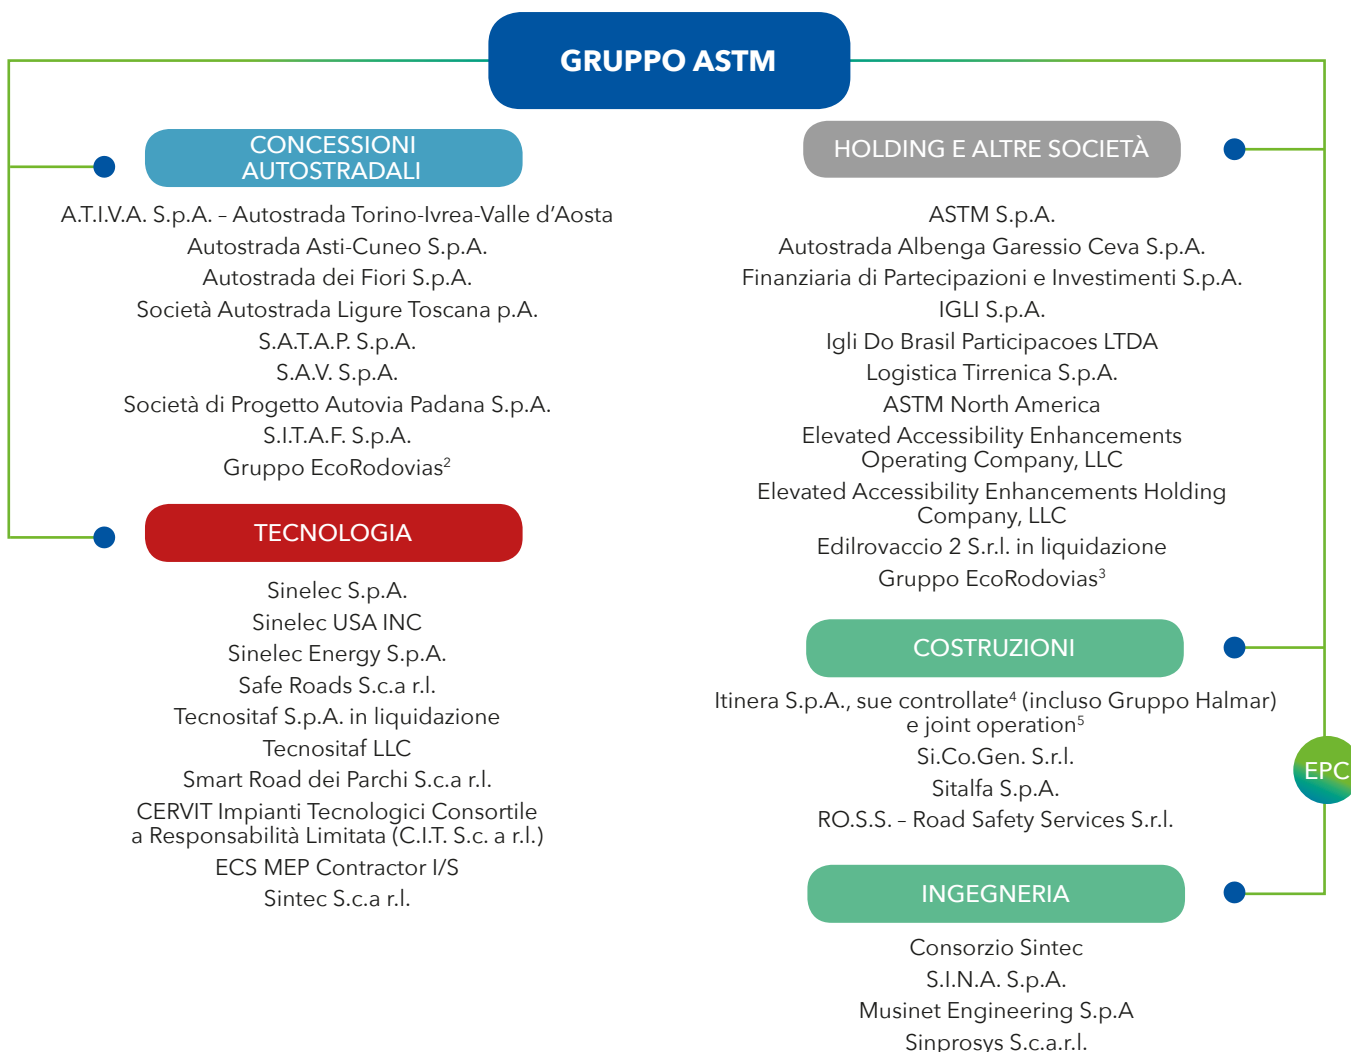 GRUPPO ASTM
CONCESSIONI
AUTOSTRADALI
A.T.I.V.A. S.p.A. – Autostrada Torino-Ivrea-Valle d’Aosta
Autostrada Asti-Cuneo S.p.A.
Autostrada dei Fiori S.p.A.
Società Autostrada Ligure Toscana p.A.
S.A.T.A.P. S.p.A.
S.A.V. S.p.A.
Società di Progetto Autovia Padana S.p.A.
S.I.T.A.F. S.p.A.
Gruppo EcoRodovias²
TECNOLOGIA
Sinelec S.p.A.
Sinelec USA INC
Sinelec Energy S.p.A.
Safe Roads S.c.a r.l.
Tecnositaf S.p.A. in liquidazione
Tecnositaf LLC
Smart Road dei Parchi S.c.a r.l.
CERVIT Impianti Tecnologici Consortile
a Responsabilità Limitata (C.I.T. S.c. a r.l.)
ECS MEP Contractor I/S
Sintec S.c.a r.l.
HOLDING E ALTRE SOCIETÀ
ASTM S.p.A.
Autostrada Albenga Garessio Ceva S.p.A.
Finanziaria di Partecipazioni e Investimenti S.p.A.
IGLI S.p.A.
Igli Do Brasil Participacoes LTDA
Logistica Tirrenica S.p.A.
ASTM North America
Elevated Accessibility Enhancements
Operating Company, LLC
Elevated Accessibility Enhancements Holding
Company, LLC
Edilrovaccio 2 S.r.l. in liquidazione
Gruppo EcoRodovias³
COSTRUZIONI
Itinera S.p.A., sue controllate⁴ (incluso Gruppo Halmar)
e joint operation⁵
Si.Co.Gen. S.r.l.
Sitalfa S.p.A.
RO.S.S. – Road Safety Services S.r.l.
EPC
INGEGNERIA
Consorzio Sintec
S.I.N.A. S.p.A.
Musinet Engineering S.p.A
Sinprosys S.c.a.r.l.